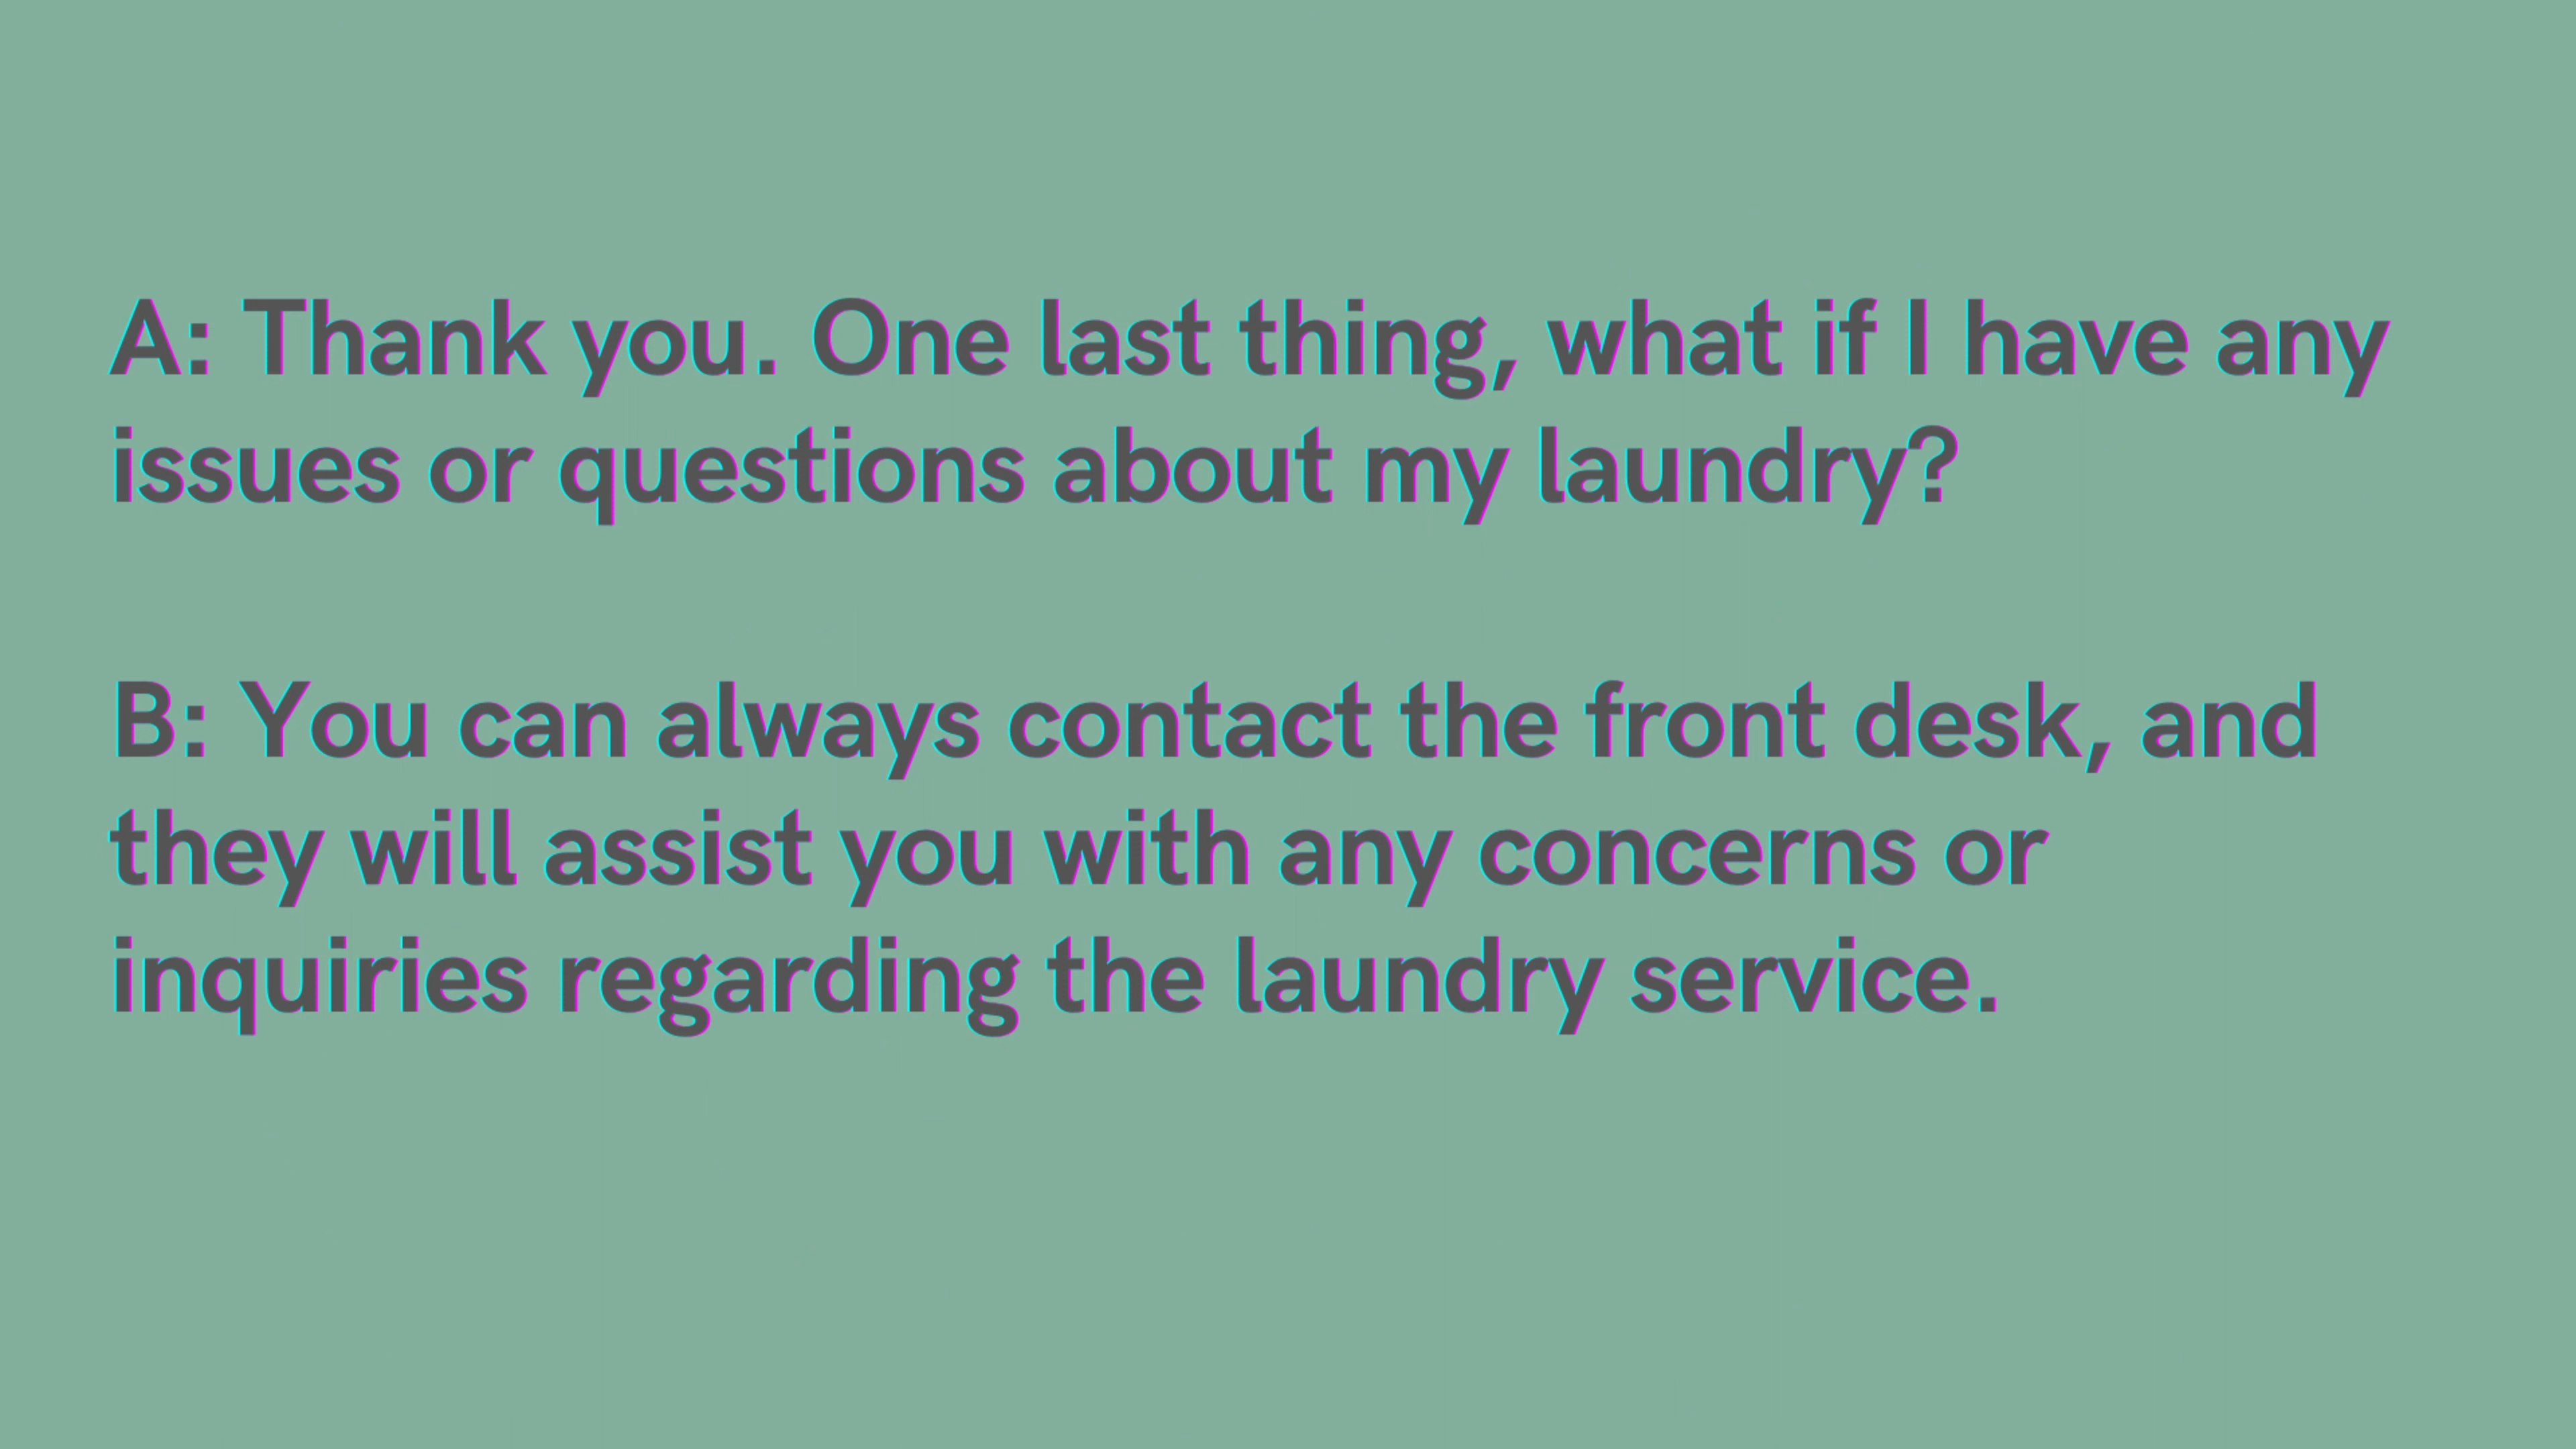 A: Thank you. One last thing, what if I have any
issues or questions about my laundry?
B: You can always contact the front desk, and
they will assist you with any concerns or
inquiries regarding the laundry service.